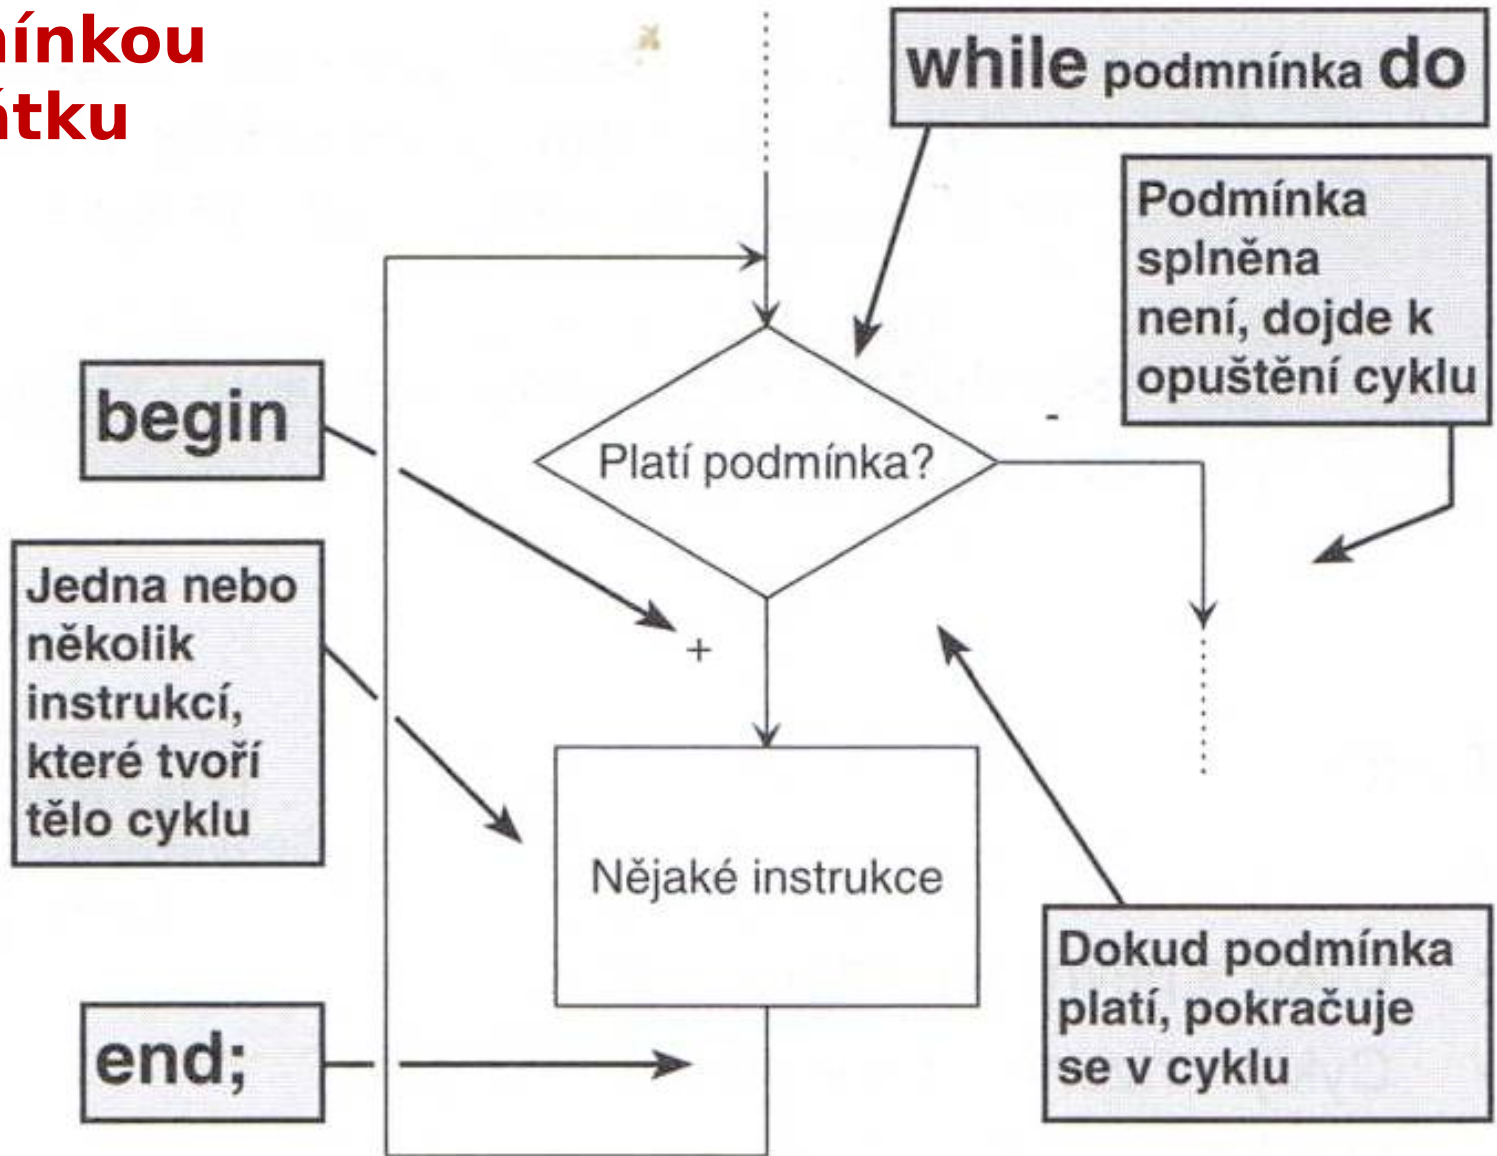 mínkou
átku
while podmnínka do
Podmínka
splněna
není, dojde k
opuštění cyklu
begin
Platí podmínka?
-
Jedna nebo
několik
instrukcí,
které tvoří
tělo cyklu
+
Nějaké instrukce
Dokud podmínka
platí, pokračuje
se v cyklu
end;